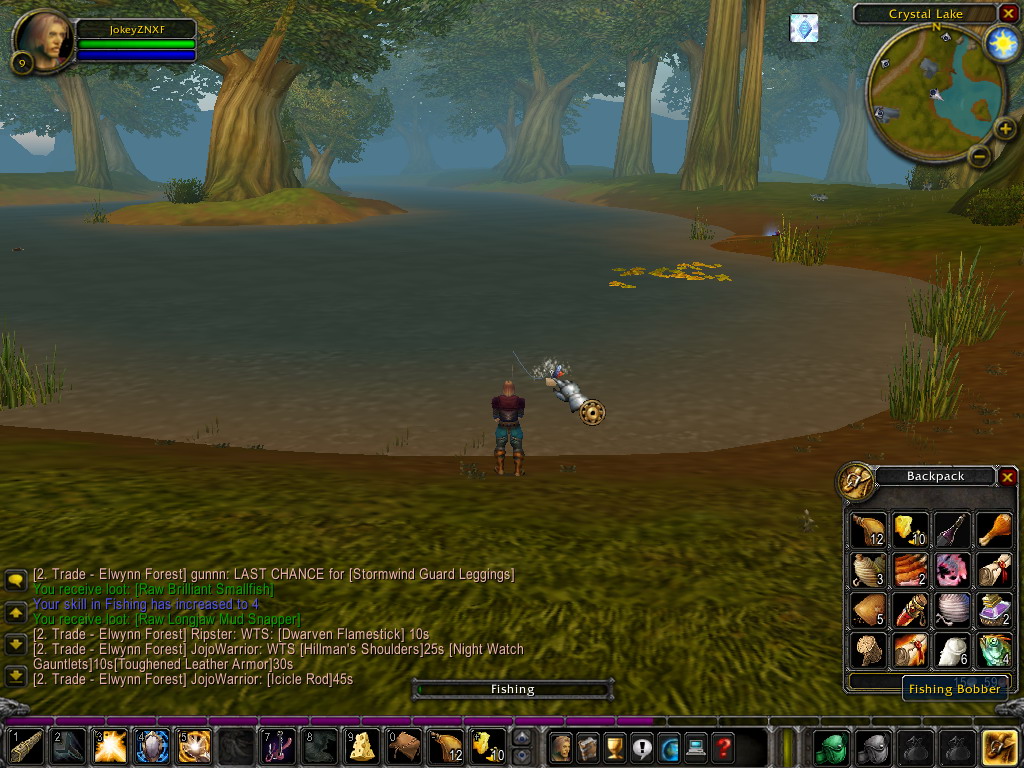 JokeyZNXF
9
Crystal Lake
N
Backpack
12
10
3
2
5
2
6
4
[2. Trade - Elwynn Forest] gunnn: LAST CHANCE for [Stormwind Guard Leggings]
You receive loot: [Raw Brilliant Smallfish]
Your skill in Fishing has increased to 4
You receive loot: [Raw Longjaw Mud Snapper]
[2. Trade - Elwynn Forest] Ripster: WTS: [Dwarven Flamestick] 10s
[2. Trade - Elwynn Forest] JojoWarrior: WTS [Hillman's Shoulders]25s [Night Watch
Gauntlets]10s[Toughened Leather Armor]30s
[2. Trade - Elwynn Forest] JojoWarrior: [Icicle Rod]45s
Fishing
Fishing Bobber
1
2
3
4
5
7
8
9
0
12
10